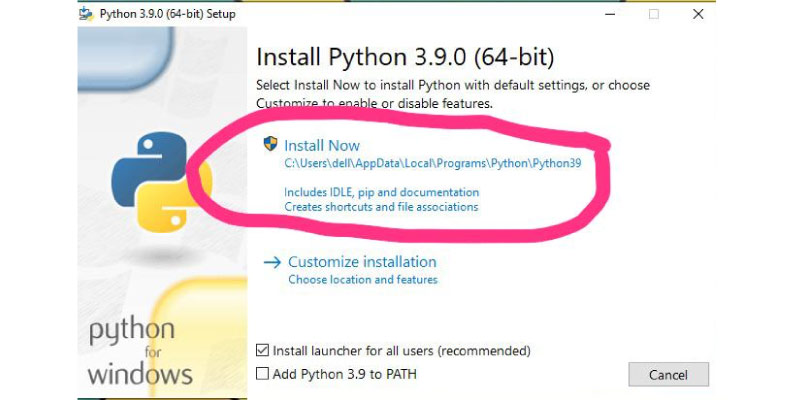 Python 3.9.0 (64-bit) Setup
Install Python 3.9.0 (64-bit)
Select Install Now to install Python with default settings, or choose
Customize to enable or disable features.
Install Now
C:\Users\dell\AppData\Local\Programs\Python\Python39
Includes IDLE, pip and documentation
Creates shortcuts and file associations
Customize installation
Choose location and features
python
for
windows
Install launcher for all users (recommended)
Add Python 3.9 to PATH
Cancel